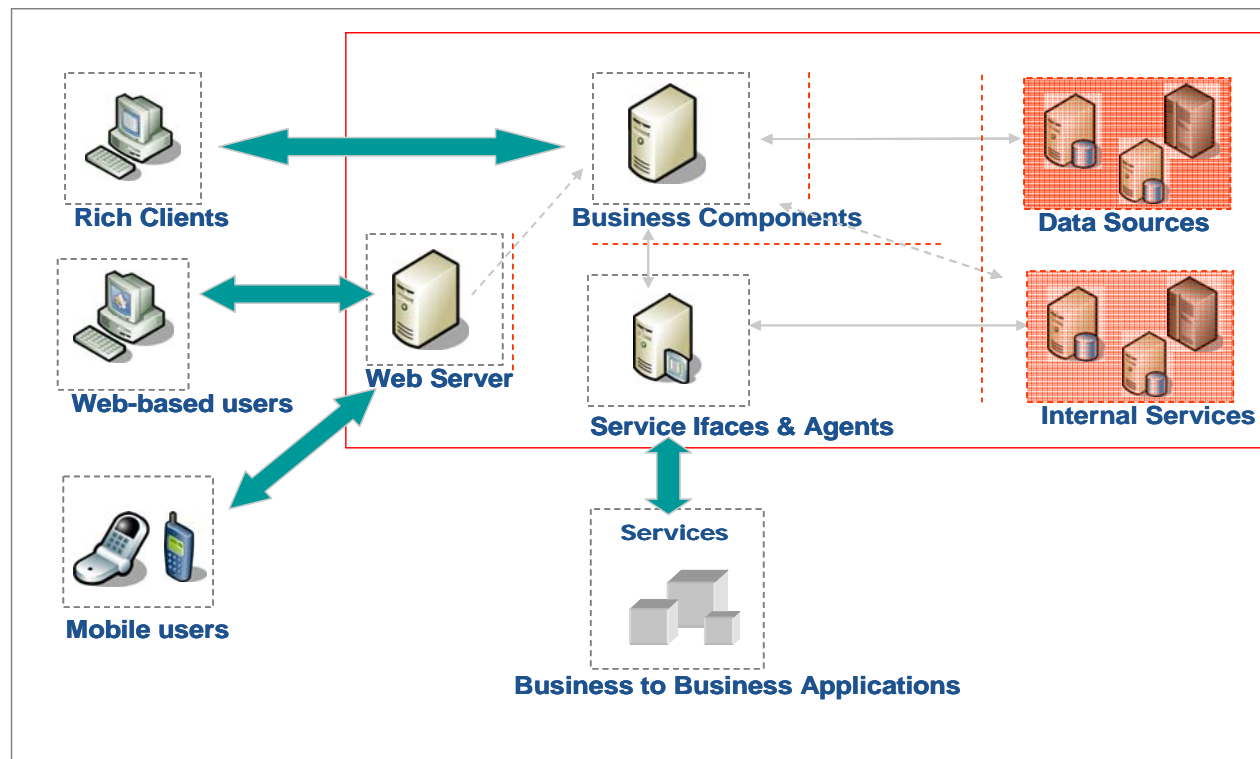 Rich Clients
Business Components
Data Sources
Web-based users
Web Server
Service Ifaces & Agents
Internal Services
Mobile users
Services
Business to Business Applications